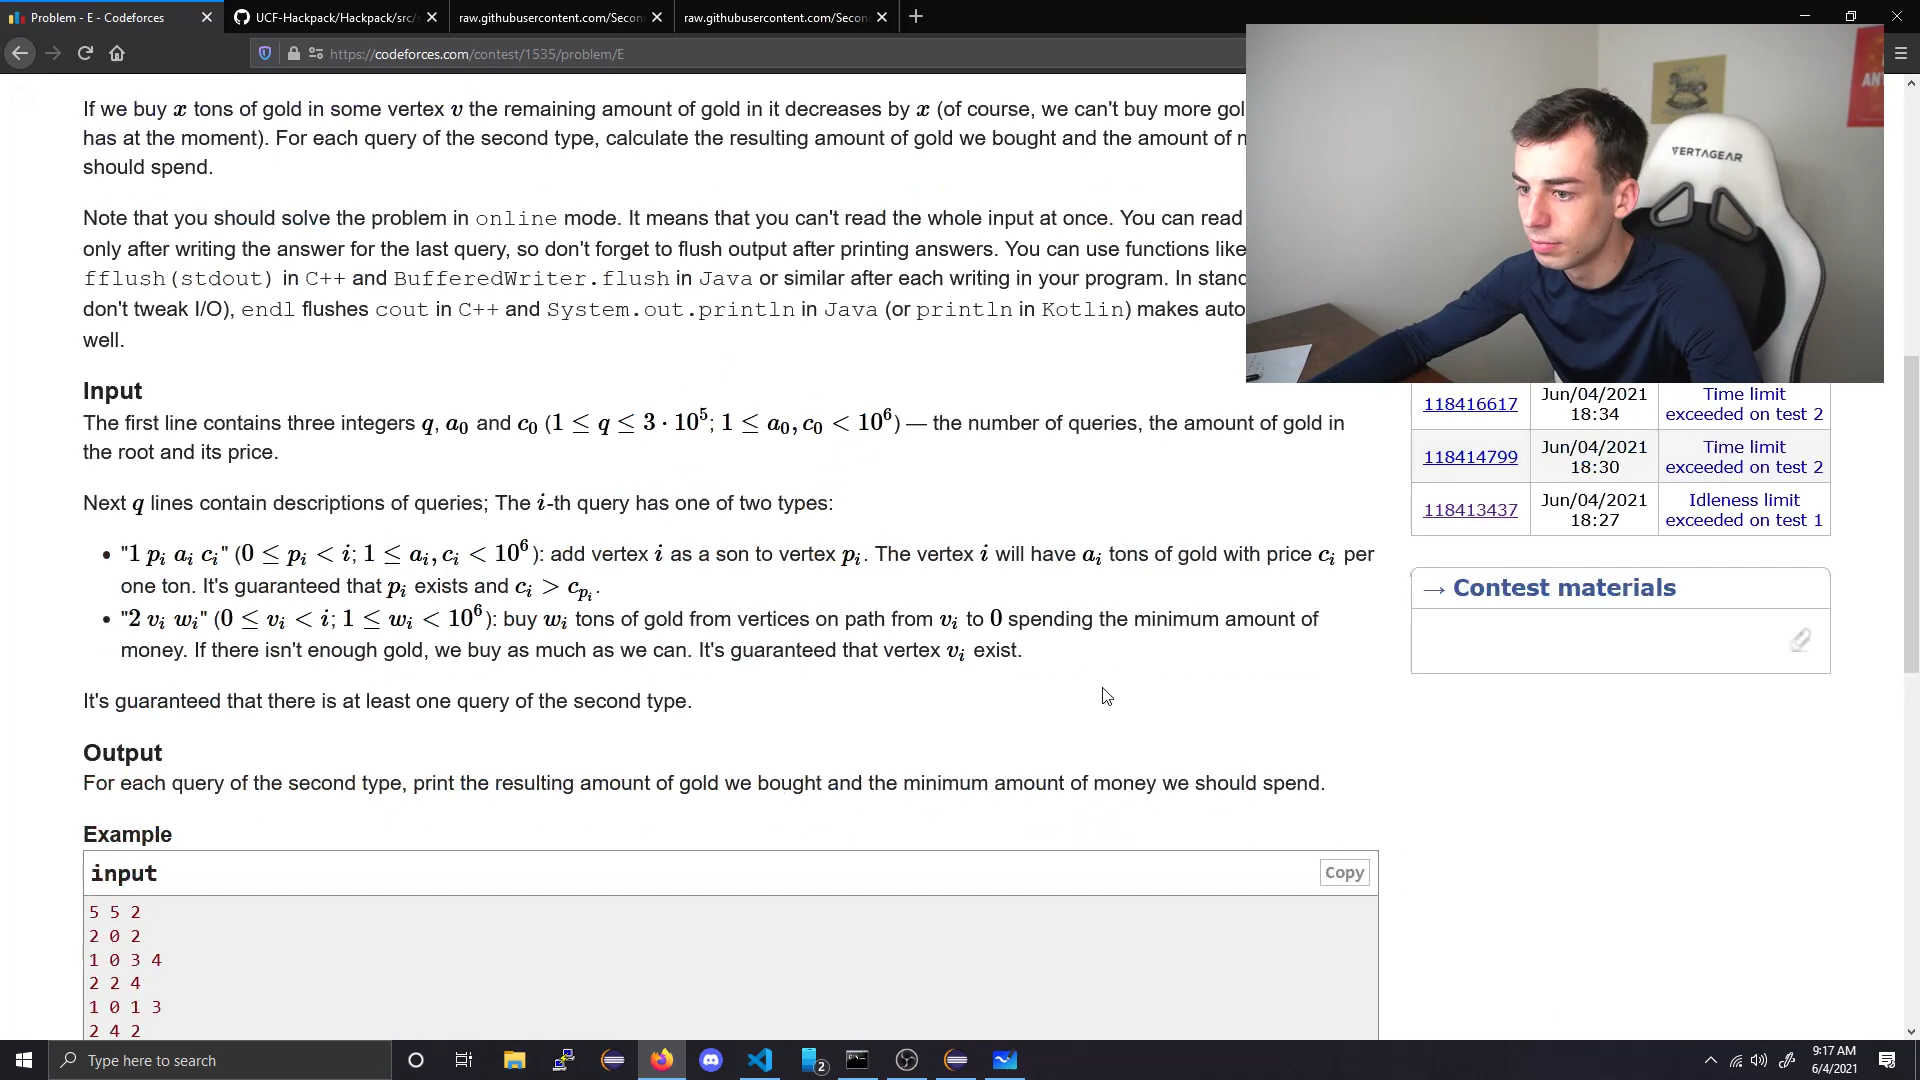 Problem - E - Codeforces
UCF-Hackpack/Hackpack/src/
raw.githubusercontent.com/Secon
raw.githubusercontent.com/Secon
https://codeforces.com/contest/1535/problem/E
If we buy x tons of gold in some vertex v the remaining amount of gold in it decreases by x (of course, we can't buy more gol
has at the moment). For each query of the second type, calculate the resulting amount of gold we bought and the amount of
should spend.
Note that you should solve the problem in online mode. It means that you can't read the whole input at once. You can read
only after writing the answer for the last query, so don't forget to flush output after printing answers. You can use functions like
fflush(stdout) in C++ and BufferedWriter.flush in Java or similar after each writing in your program. In stand
don't tweak I/O), endl flushes cout in C++ and System.out.println in Java (or println in Kotlin) makes auto
well.
VERTAGEAR
AN
Input
The first line contains three integers q, a₀ and c₀ (1 ≤ q ≤ 3 · 10⁵; 1 ≤ a₀, c₀ < 10⁶) — the number of queries, the amount of gold in
the root and its price.
Next q lines contain descriptions of queries; The i-th query has one of two types:
• "1 pᵢ aᵢ cᵢ" (0 ≤ pᵢ < i; 1 ≤ aᵢ, cᵢ < 10⁶): add vertex i as a son to vertex pᵢ. The vertex i will have aᵢ tons of gold with price cᵢ per
one ton. It's guaranteed that pᵢ exists and cᵢ > c_{pᵢ}.
• "2 vᵢ wᵢ" (0 ≤ vᵢ < i; 1 ≤ wᵢ < 10⁶): buy wᵢ tons of gold from vertices on path from vᵢ to 0 spending the minimum amount of
money. If there isn't enough gold, we buy as much as we can. It's guaranteed that vertex vᵢ exist.
It's guaranteed that there is at least one query of the second type.
Output
For each query of the second type, print the resulting amount of gold we bought and the minimum amount of money we should spend.
Example
input
Copy
5 5 2
2 0 2
1 0 3 4
2 2 4
1 0 1 3
2 4 2
118416617 Jun/04/2021 18:34 Time limit exceeded on test 2
118414799 Jun/04/2021 18:30 Time limit exceeded on test 2
118413437 Jun/04/2021 18:27 Idleness limit exceeded on test 1
→ Contest materials
Type here to search
2
9:17 AM
6/4/2021